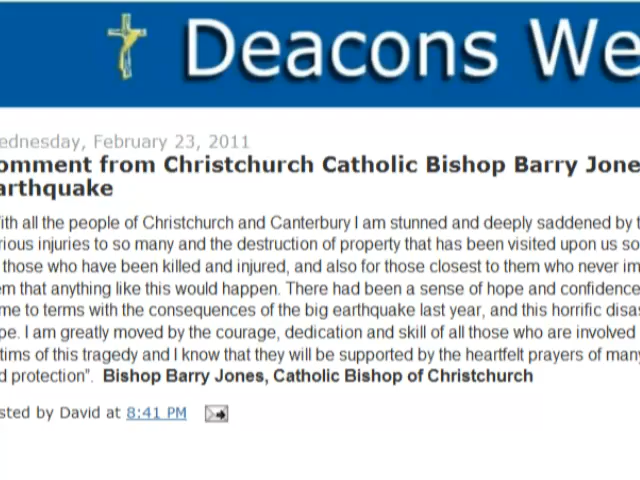 Deacons We
ednesday, February 23, 2011
omment from Christchurch Catholic Bishop Barry Jone
arthquake
ith all the people of Christchurch and Canterbury I am stunned and deeply saddened by t
rious injuries to so many and the destruction of property that has been visited upon us so
those who have been killed and injured, and also for those closest to them who never im
em that anything like this would happen. There had been a sense of hope and confidence
me to terms with the consequences of the big earthquake last year, and this horrific disas
pe. I am greatly moved by the courage, dedication and skill of all those who are involved
tims of this tragedy and I know that they will be supported by the heartfelt prayers of many
d protection". Bishop Barry Jones, Catholic Bishop of Christchurch
sted by David at 8:41 PM